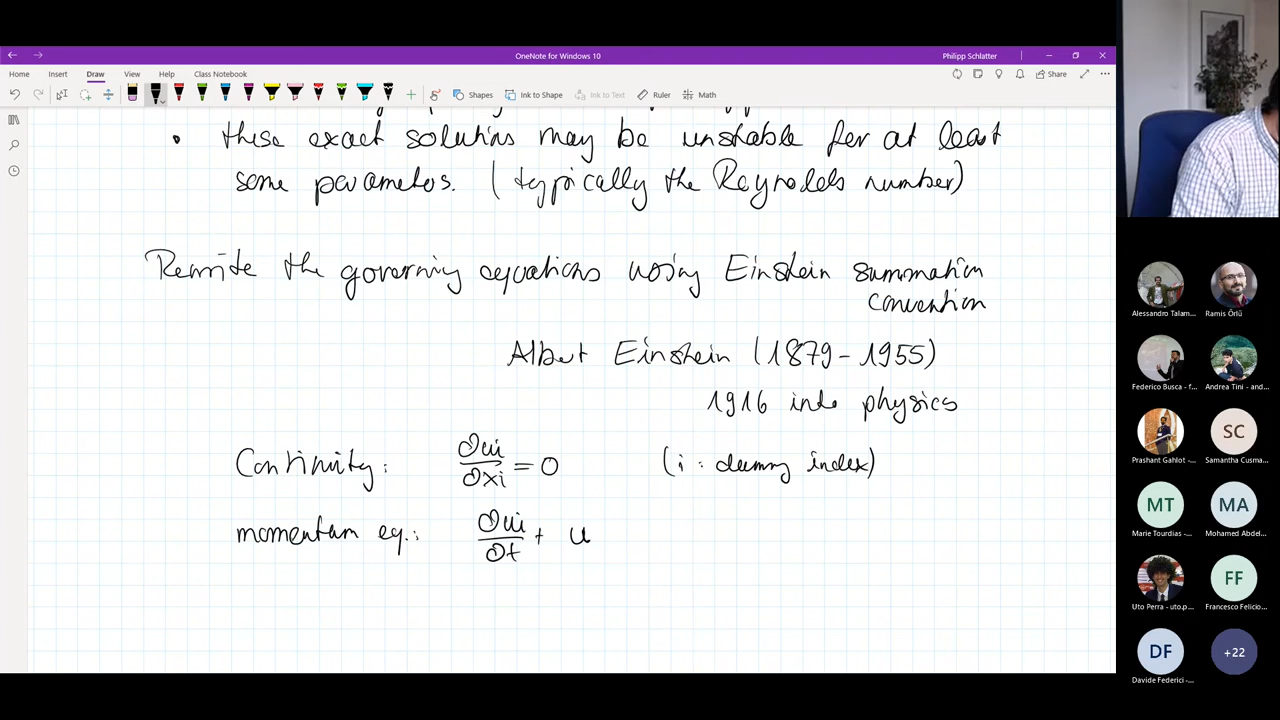 OneNote for Windows 10
Philipp Schlatter
Home Insert Draw View Help Class Notebook
Share
Shapes Ink to Shape Ink to Text Ruler Math
• these exact solutions may be unstable for at least
some parameters. (typically the Reynolds number)
Rewrite the governing equations using Einstein summation
convention
Albert Einstein (1879-1955)
1916 into physics
Continuity: ∂ui/∂xi = 0 (i: dummy index)
momentum eq.: ∂ui/∂t + u
Alessandro Talam...
Ramis Örlü
Federico Busca - f...
Andrea Tini - and...
Prashant Gahlot -...
SC
Samantha Cusma...
MT
Marie Tourdias -...
MA
Mohamed Abdel...
Uto Perra - uto.p...
FF
Francesco Felicio...
DF
Davide Federici -...
+22